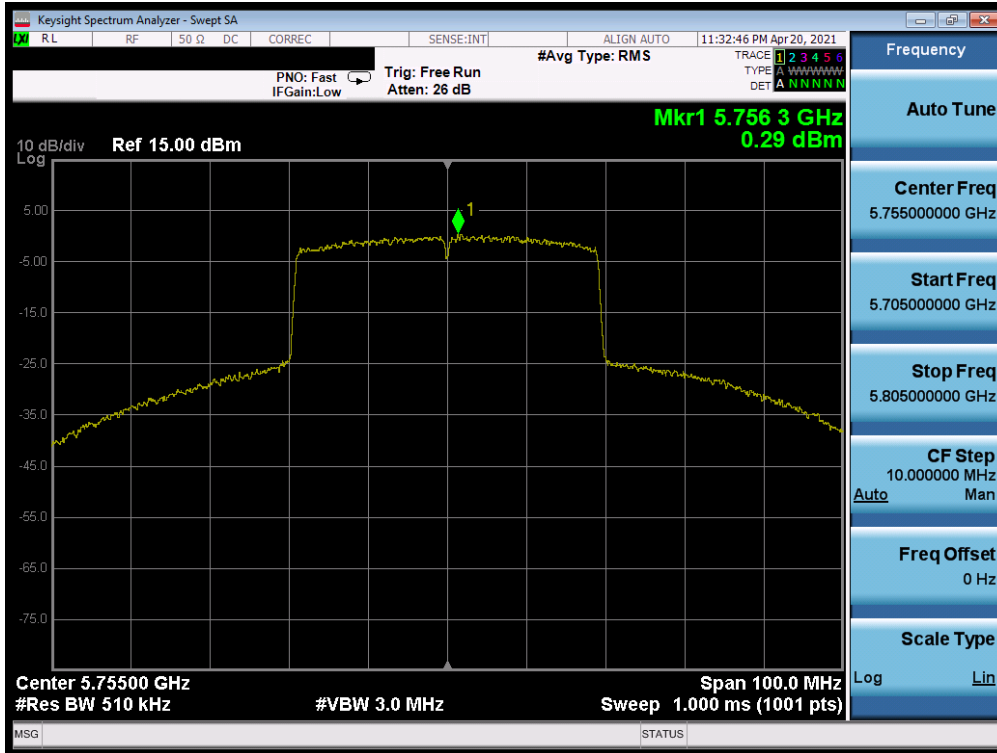 Keysight Spectrum Analyzer - Swept SA
LXI RL RF 50 Ω DC CORREC SENSE:INT ALIGN AUTO 11:32:46 PM Apr 20, 2021
#Avg Type: RMS
TRACE 1 2 3 4 5 6
PNO: Fast
Trig: Free Run
TYPE A WWWWW
IFGain:Low
Atten: 26 dB
DET A N N N N N
Mkr1 5.756 3 GHz
0.29 dBm
10 dB/div Ref 15.00 dBm
Log
1
5.00
-5.00
-15.0
-25.0
-35.0
-45.0
-55.0
-65.0
-75.0
Center 5.75500 GHz Span 100.0 MHz
#Res BW 510 kHz #VBW 3.0 MHz Sweep 1.000 ms (1001 pts)
MSG STATUS
Frequency
Auto Tune
Center Freq
5.755000000 GHz
Start Freq
5.705000000 GHz
Stop Freq
5.805000000 GHz
CF Step
10.000000 MHz
Auto Man
Freq Offset
0 Hz
Scale Type
Log Lin